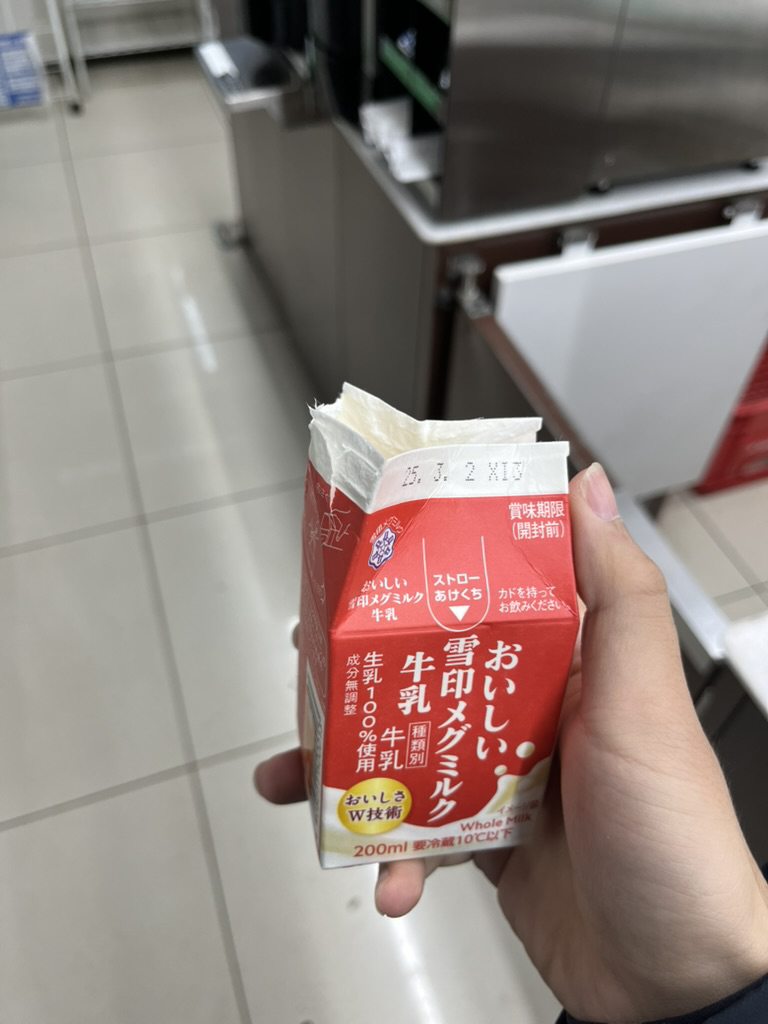 25. 3. 2 XI3
賞味期限
(開封前)
おいしい
雪印メグミルク
牛乳
ストロー
あけくち
カドを持って
お飲みください
おいしい
雪印メグミルク
牛乳
種類別
牛乳
生乳100%使用
成分無調整
おいしさ
W技術
Whole Milk
200ml 要冷蔵10℃以下